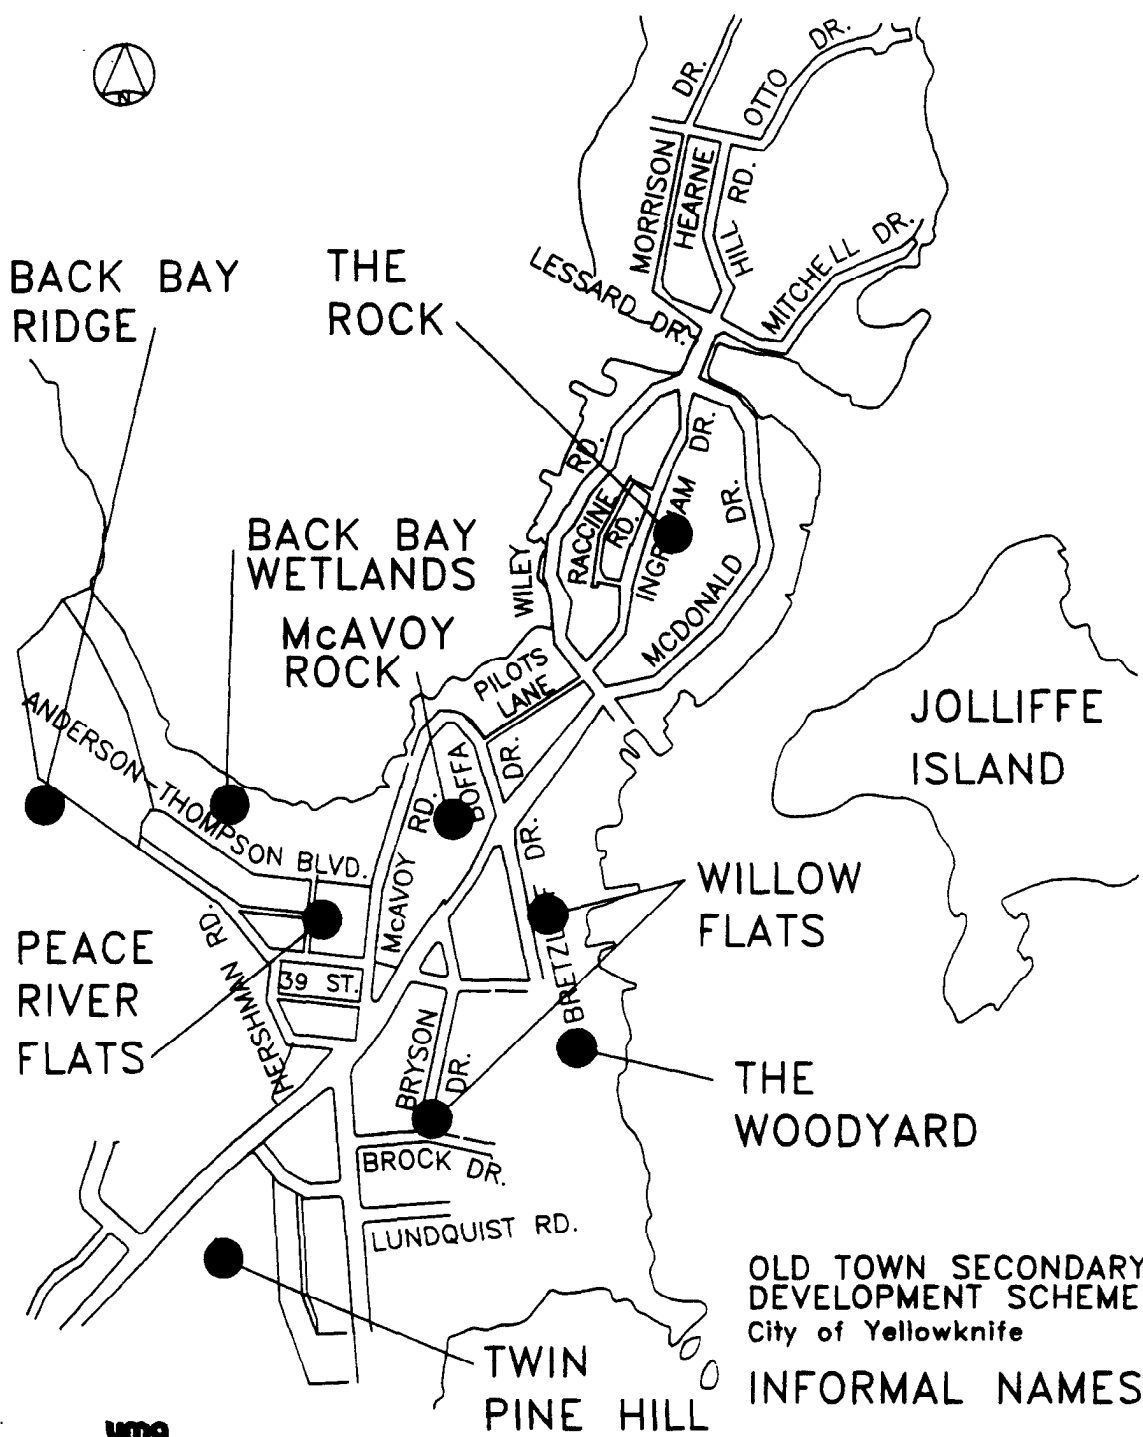 N
MORRISON DR.
HEARNE
HILL RD.
OTTO DR.
MITCHELL DR.
LESSARD DR.
BACK BAY
RIDGE
THE
ROCK
BACK BAY
WETLANDS
McAVOY
ROCK
WILEY RD.
RACCINE
RD.
INGRAHAM DR.
MCDONALD DR.
PILOTS
LANE
JOLLIFFE
ISLAND
ANDERSON-THOMPSON BLVD.
McAVOY RD.
BOFFA DR.
BRETZLAFF DR.
WILLOW
FLATS
PEACE
RIVER
FLATS
HERSHMAN RD.
39 ST.
BRYSON
DR.
THE
WOODYARD
BROCK DR.
LUNDQUIST RD.
TWIN
PINE HILL
OLD TOWN SECONDARY
DEVELOPMENT SCHEME
City of Yellowknife
INFORMAL NAMES
uma